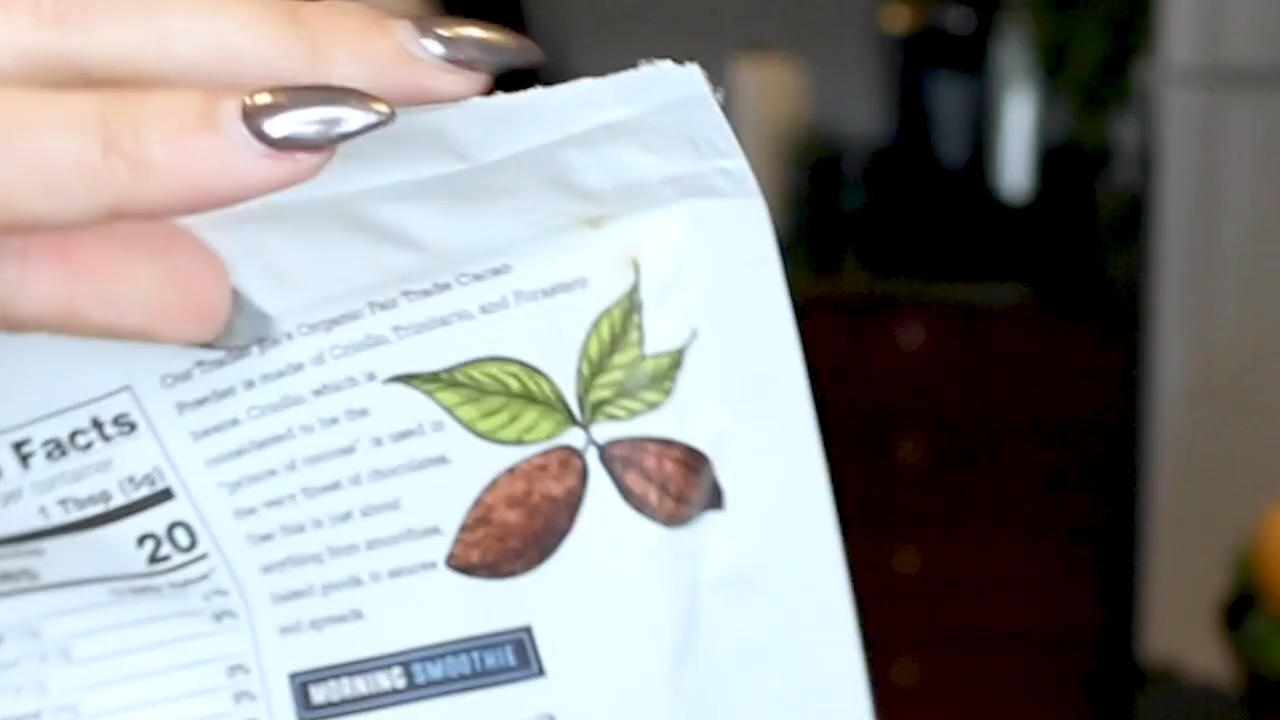 Our Trader Joe's Organic Fair Trade Cacao
Powder is made of Criollo, Trinitario and Forastero
beans. Criollo, which is
considered to be the
"prince of cocoas", is used in
the very finest of chocolates.
Use this in just about
anything from smoothies,
baked goods, to sauces
and spreads.
Facts
per container
1 Tbsp (5g)
20
MORNING SMOOTHIE